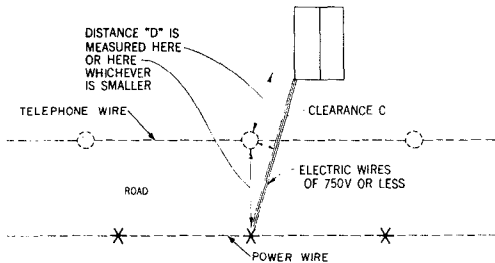 DISTANCE "D" IS
MEASURED HERE
OR HERE
WHICHEVER
IS SMALLER
TELEPHONE WIRE
CLEARANCE C
ELECTRIC WIRES
OF 750V OR LESS
ROAD
POWER WIRE